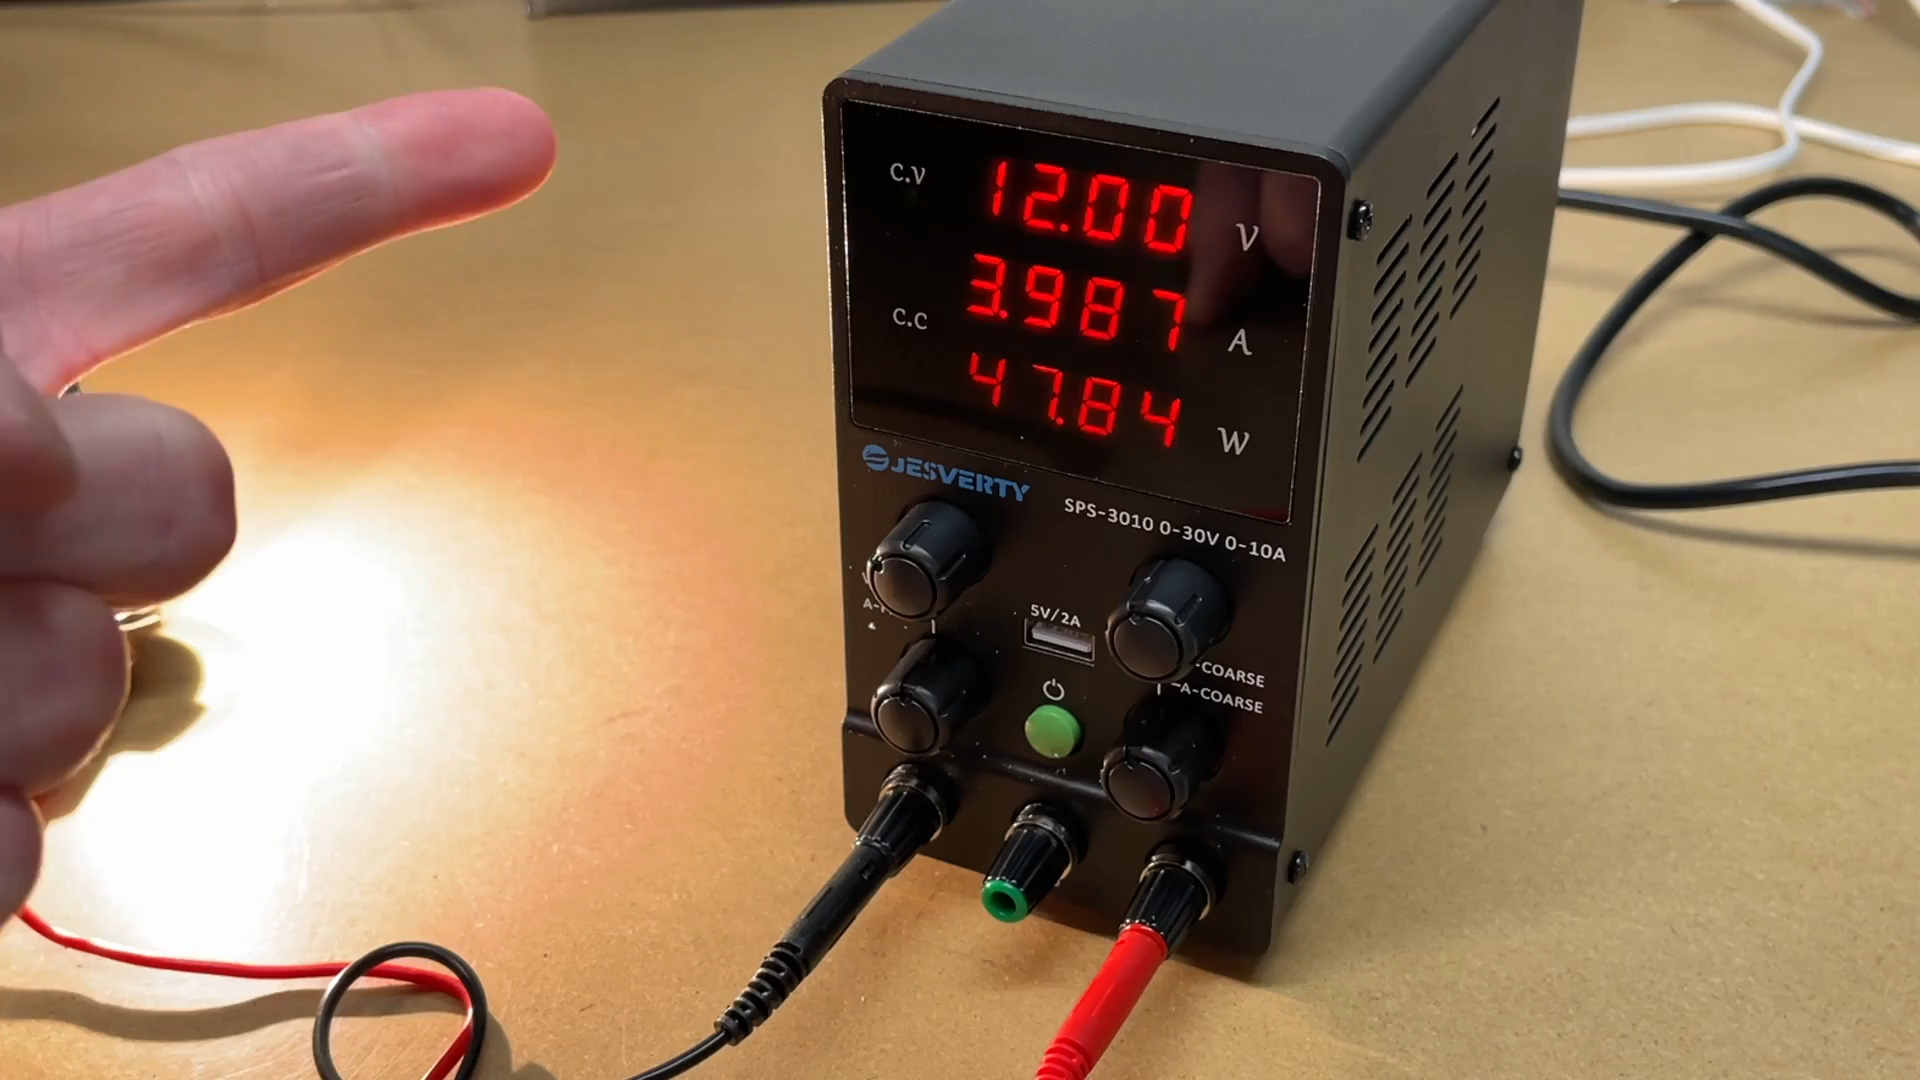 C.V 12.00 V
C.C 3.987 A
47.84 W
JESVERTY
SPS-3010 0-30V 0-10A
5V/2A
-COARSE
A-COARSE